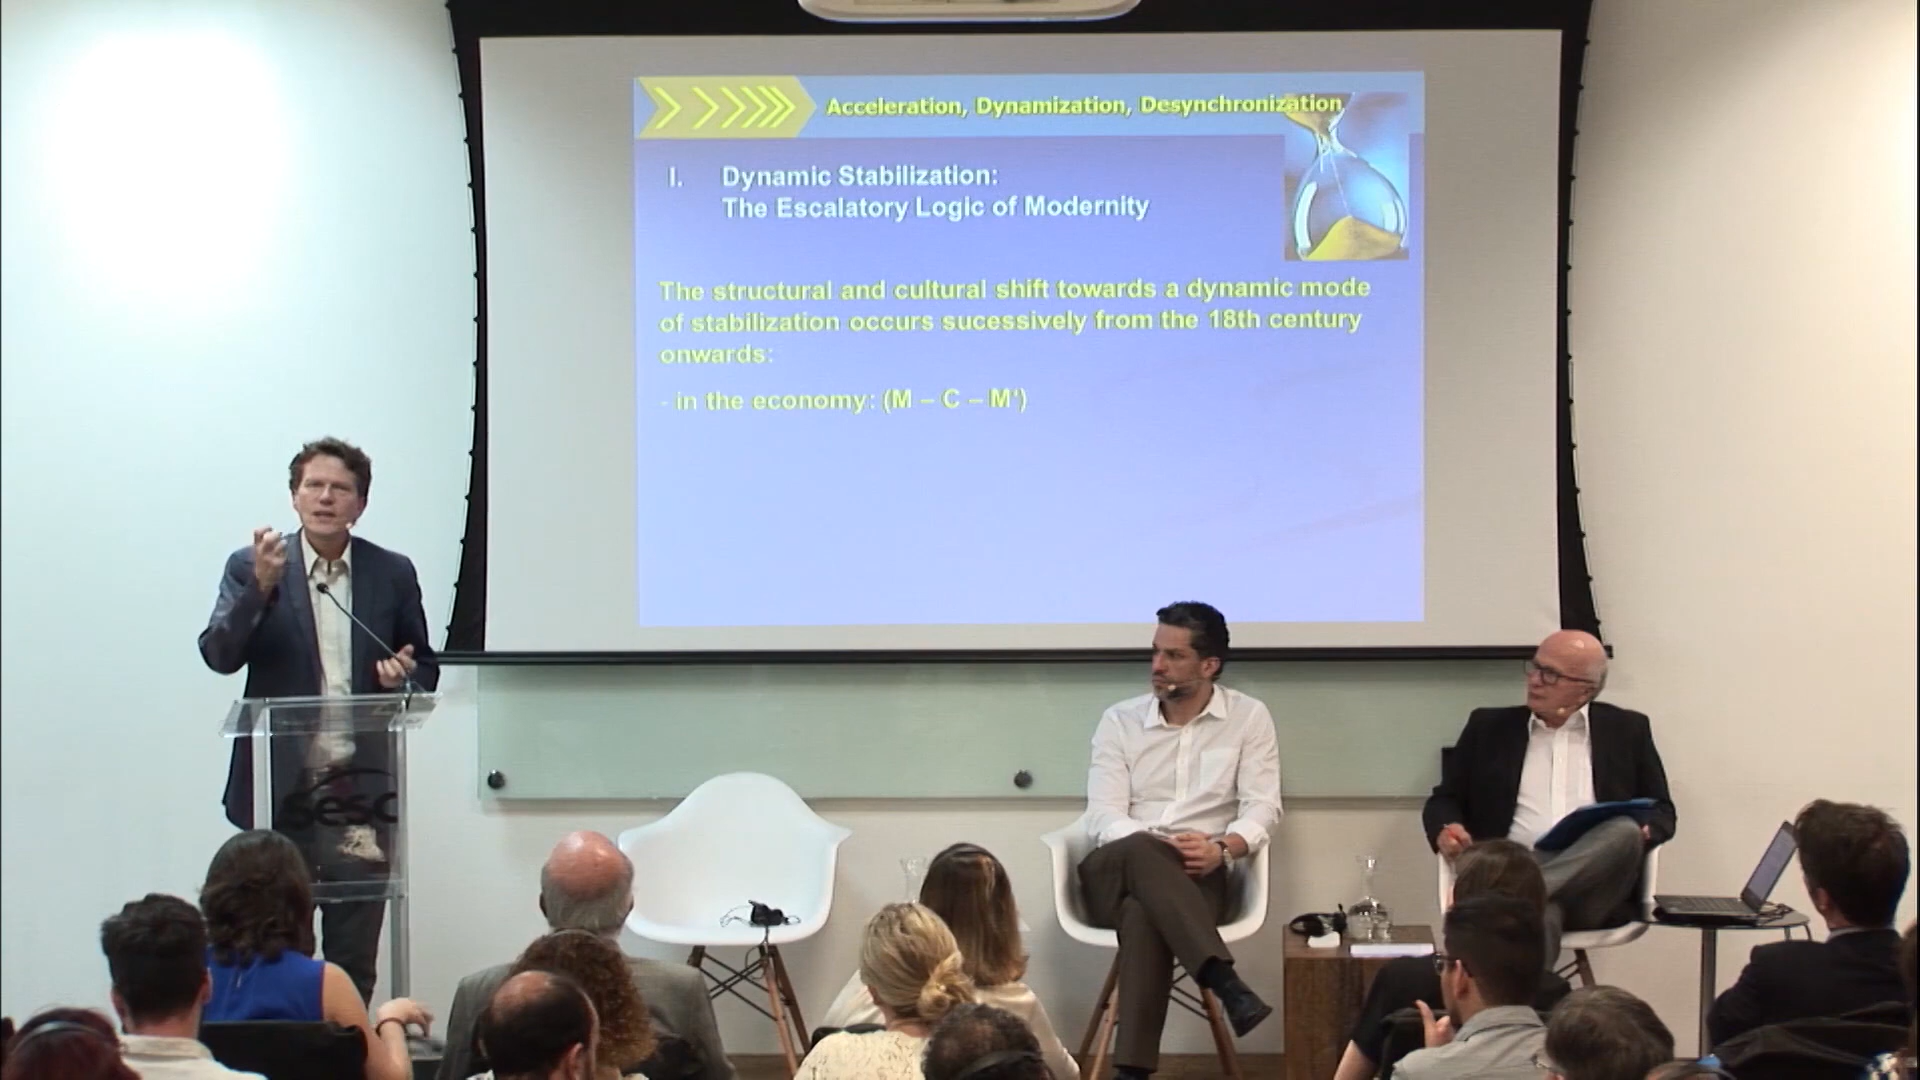 Acceleration, Dynamization, Desynchronization
I. Dynamic Stabilization:
The Escalatory Logic of Modernity
The structural and cultural shift towards a dynamic mode
of stabilization occurs sucessively from the 18th century
onwards:
- in the economy: (M – C – M')
sesc